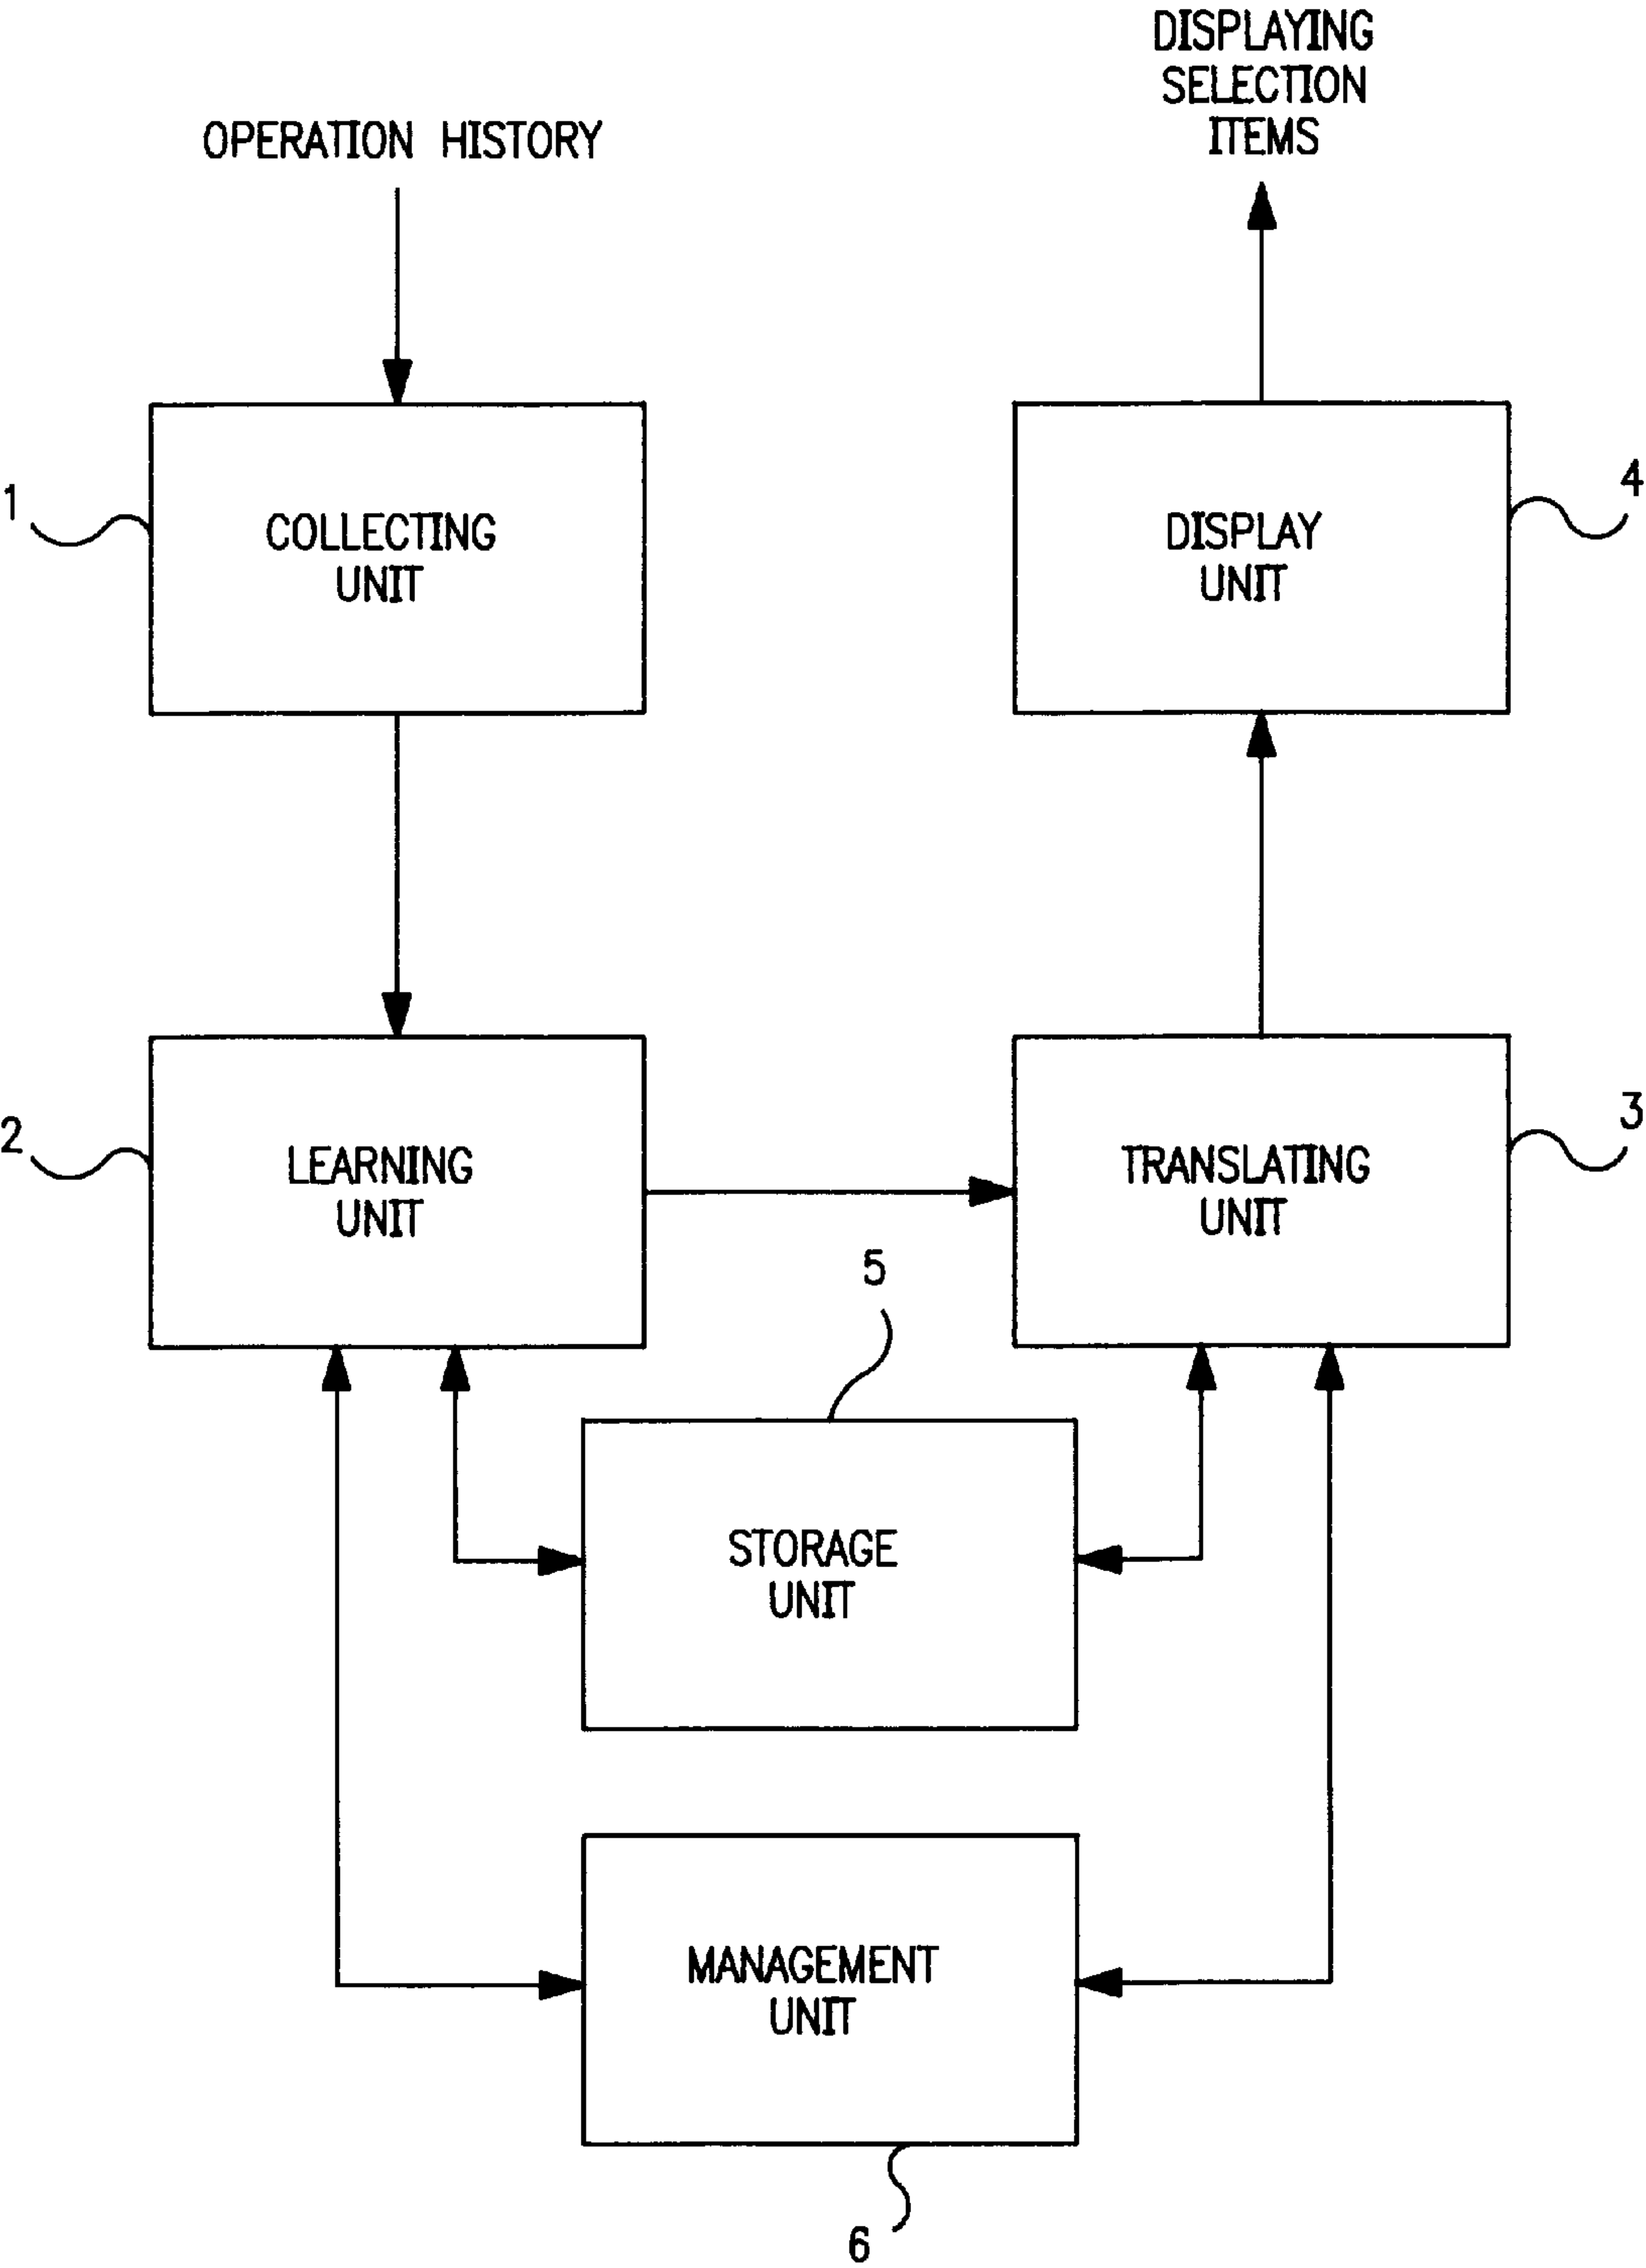 DISPLAYING
SELECTION
ITEMS
OPERATION HISTORY
1
COLLECTING
UNIT
DISPLAY
UNIT
4
2
LEARNING
UNIT
TRANSLATING
UNIT
3
5
STORAGE
UNIT
MANAGEMENT
UNIT
6